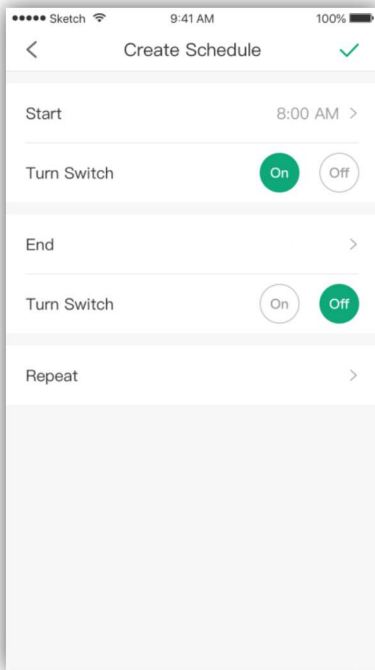 Sketch 9:41 AM 100%
Create Schedule
Start 8:00 AM
Turn Switch On Off
End
Turn Switch On Off
Repeat